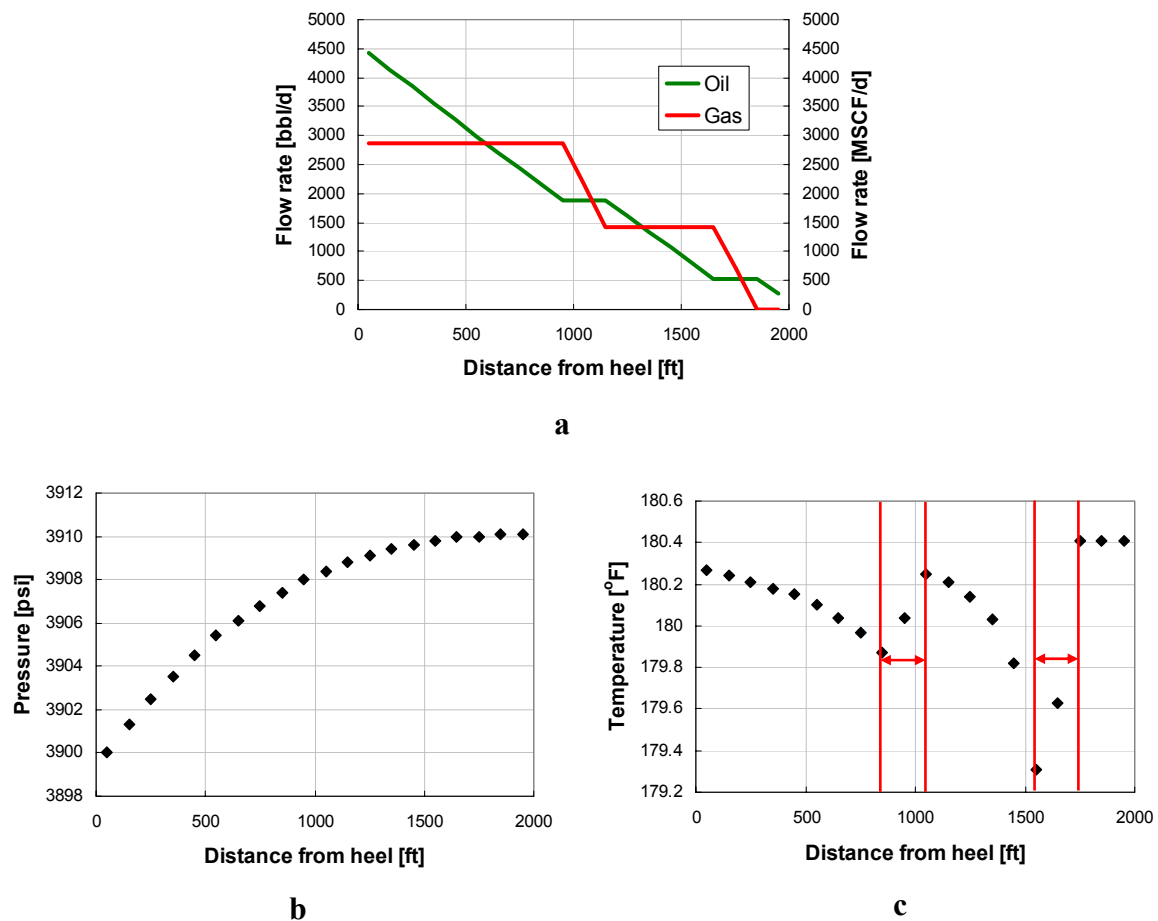 5000
4500
4000
3500
3000
2500
2000
1500
1000
500
0
Flow rate [bbl/d]
5000
4500
4000
3500
3000
2500
2000
1500
1000
500
0
Flow rate [MSCF/d]
Oil
Gas
0 500 1000 1500 2000
Distance from heel [ft]
a
3912
3910
3908
3906
3904
3902
3900
3898
Pressure [psi]
0 500 1000 1500 2000
Distance from heel [ft]
b
180.6
180.4
180.2
180
179.8
179.6
179.4
179.2
Temperature [°F]
0 500 1000 1500 2000
Distance from heel [ft]
c